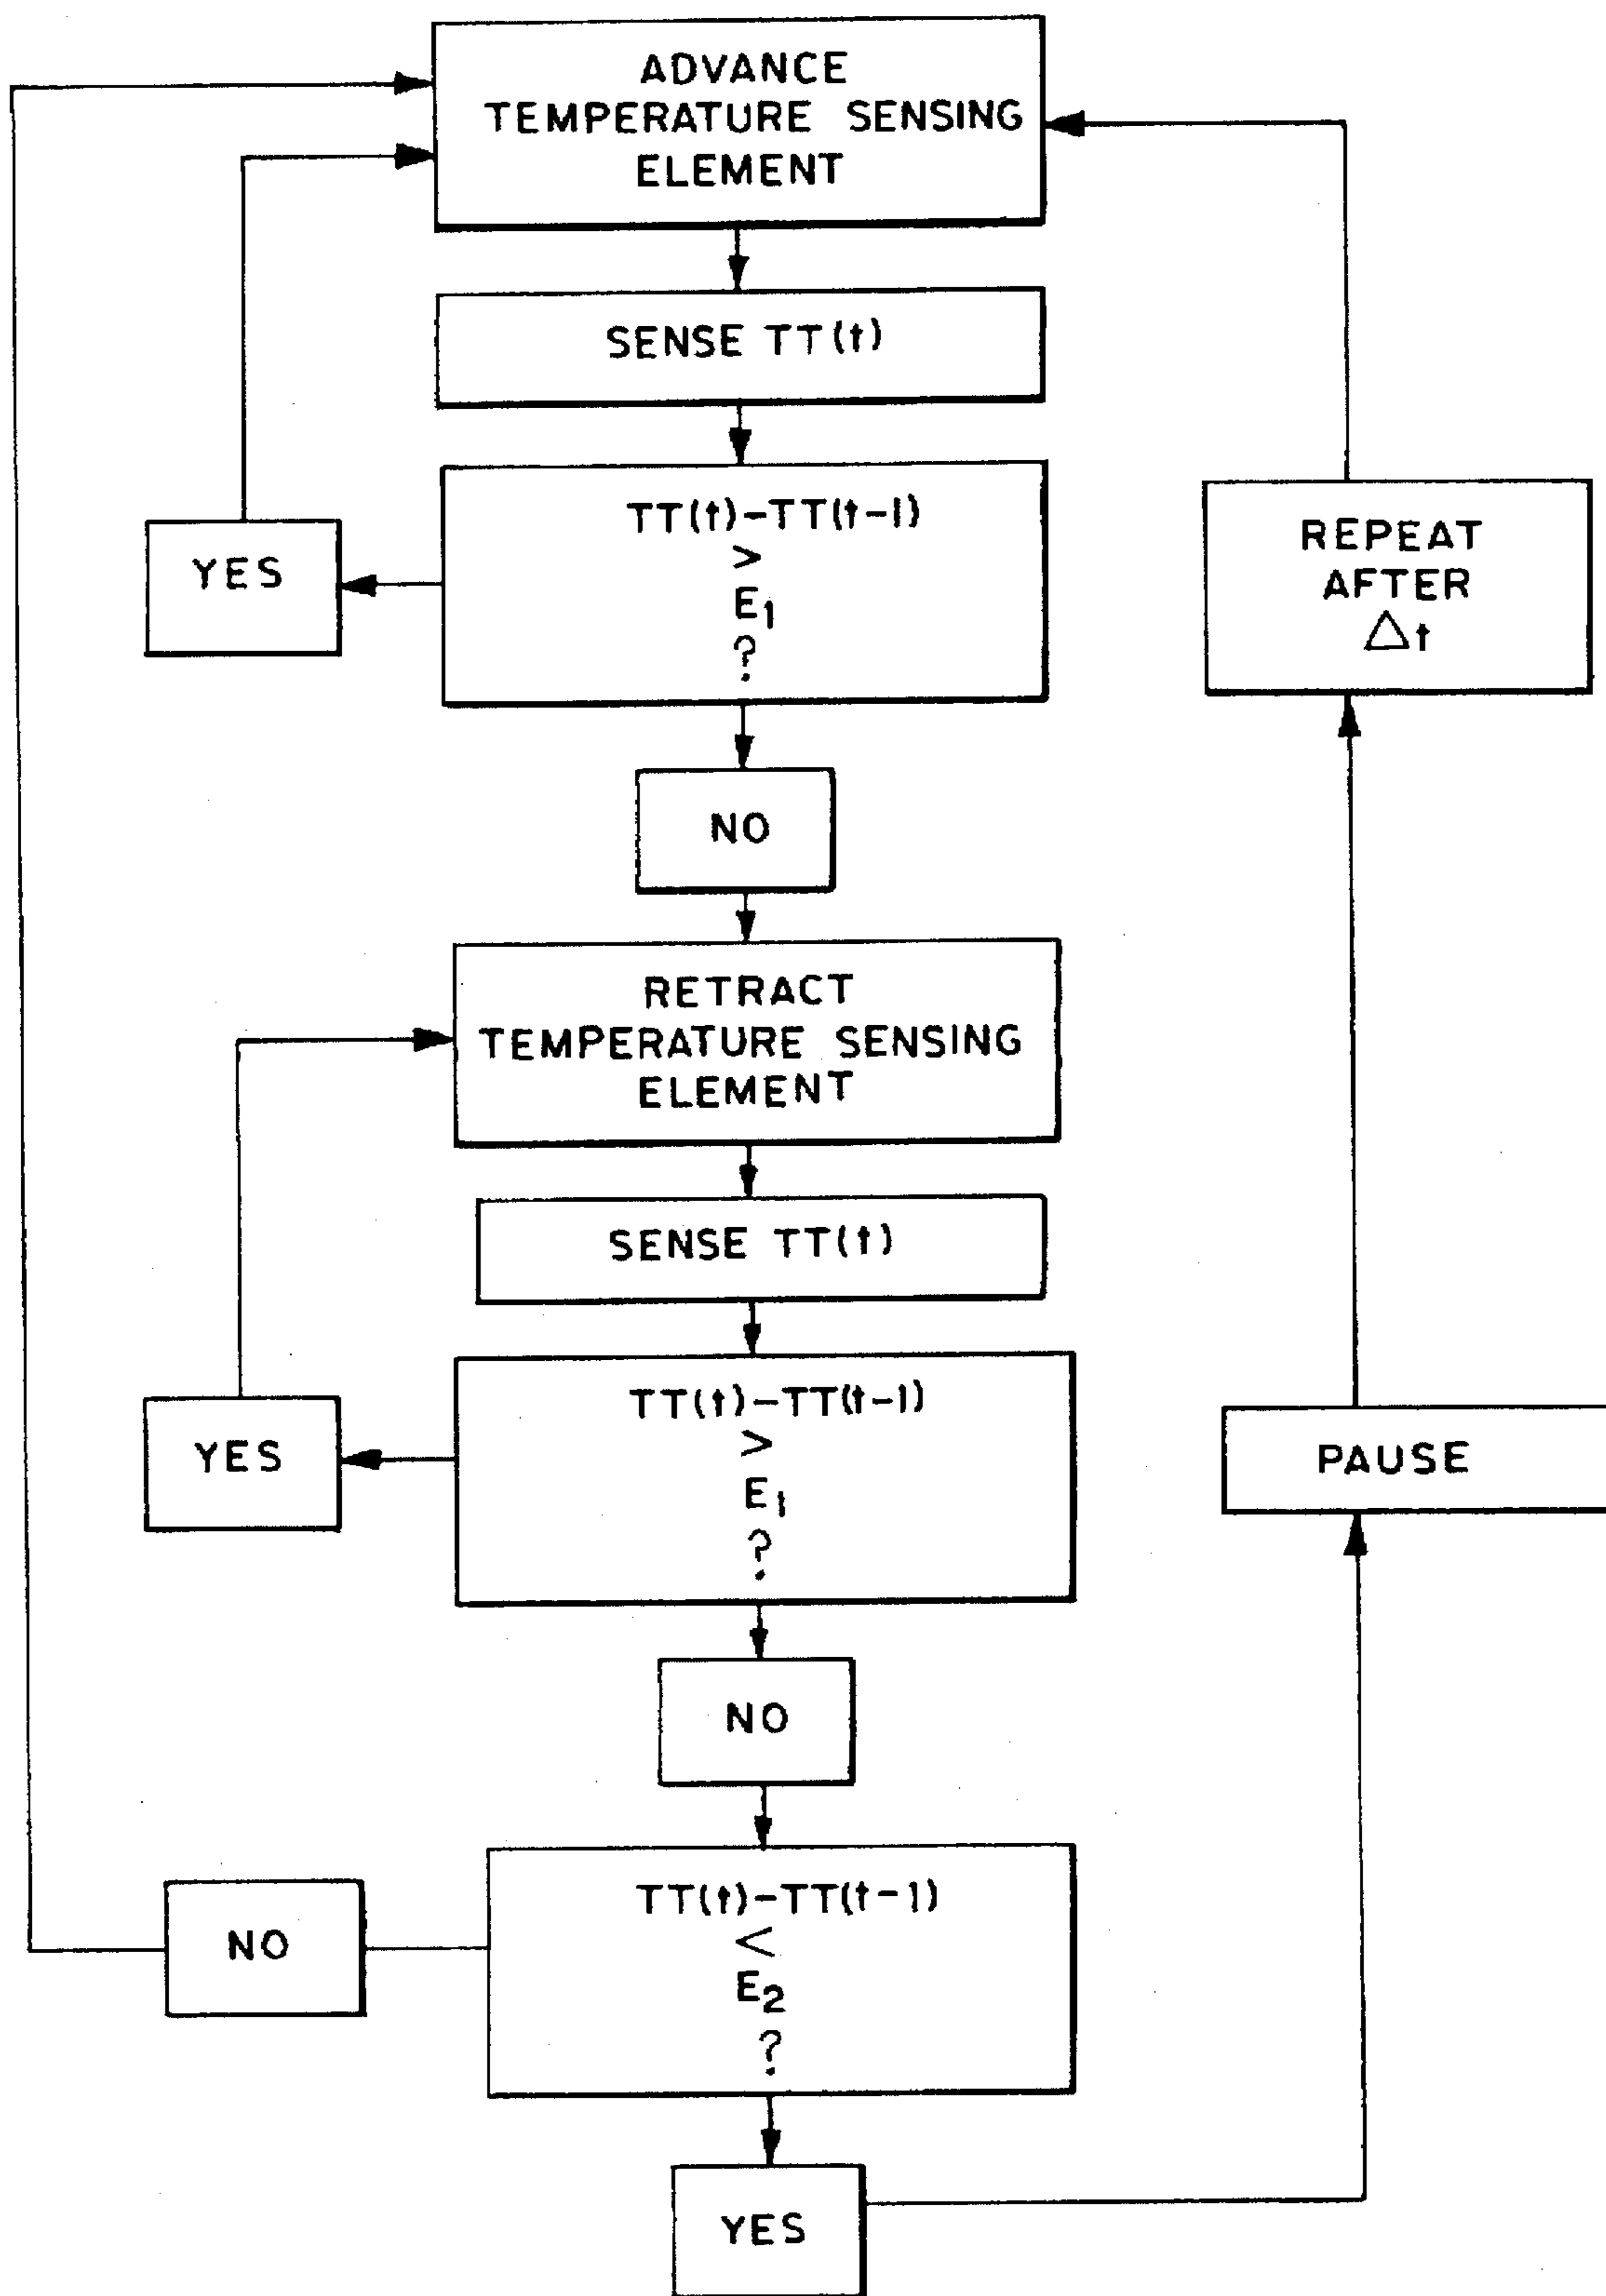 ADVANCE
TEMPERATURE SENSING
ELEMENT
SENSE TT(t)
TT(t)-TT(t-1)
>
E₁
?
YES
NO
RETRACT
TEMPERATURE SENSING
ELEMENT
SENSE TT(t)
TT(t)-TT(t-1)
>
E₁
?
YES
NO
TT(t)-TT(t-1)
<
E₂
?
NO
YES
PAUSE
REPEAT
AFTER
△t